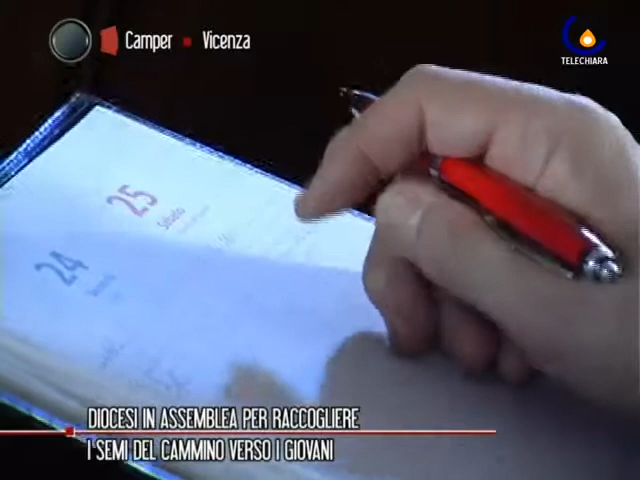 Camper ▪ Vicenza
TELECHIARA
25
Sabato
24
DIOCESI IN ASSEMBLEA PER RACCOGLIERE
I SEMI DEL CAMMINO VERSO I GIOVANI